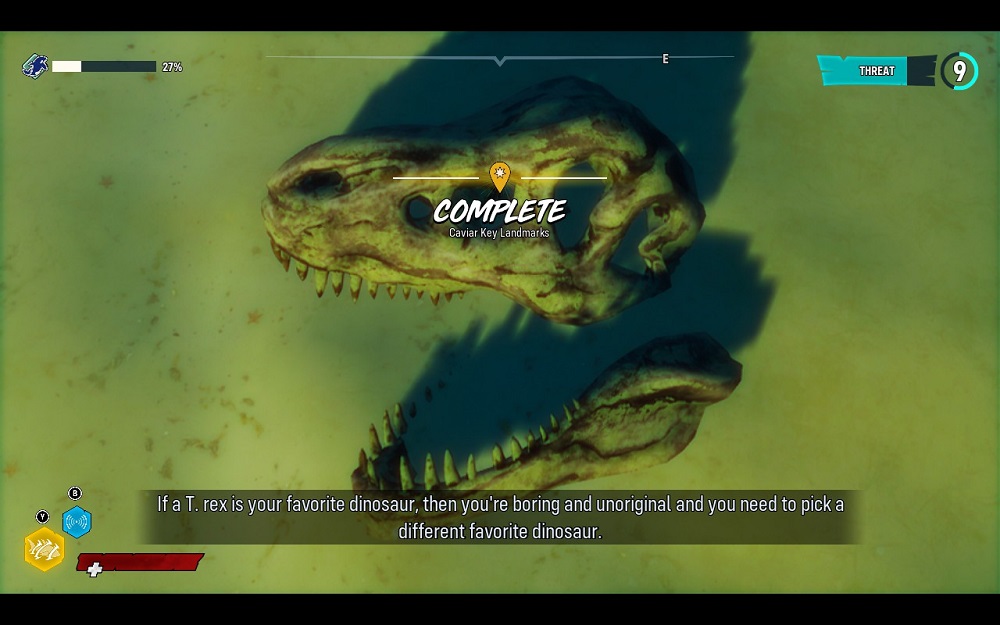 27%
E
THREAT
9
COMPLETE
Caviar Key Landmarks
B
Y
If a T. rex is your favorite dinosaur, then you're boring and unoriginal and you need to pick a
different favorite dinosaur.